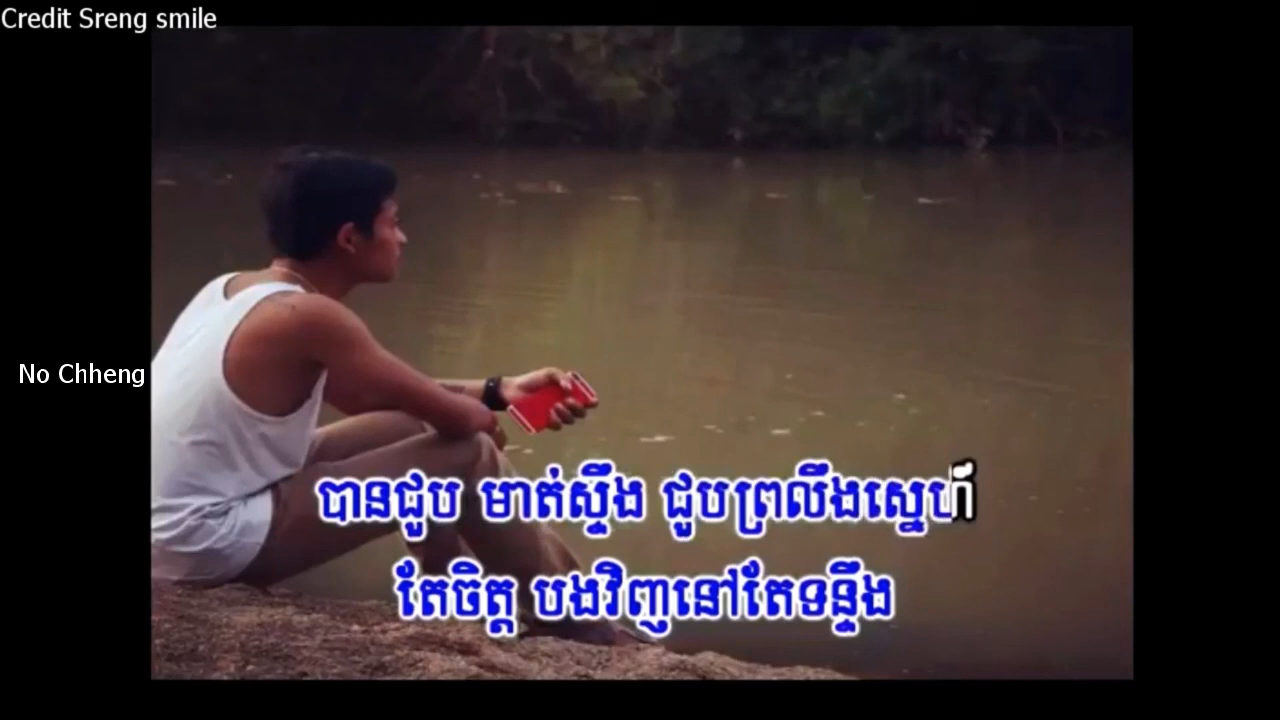 Credit Sreng smile
No Chheng
បានជួប មាត់ស្ទឹង ជួបព្រលឹងស្នេហ៍
តែចិត្ត បងវិញនៅតែទន្ទឹង